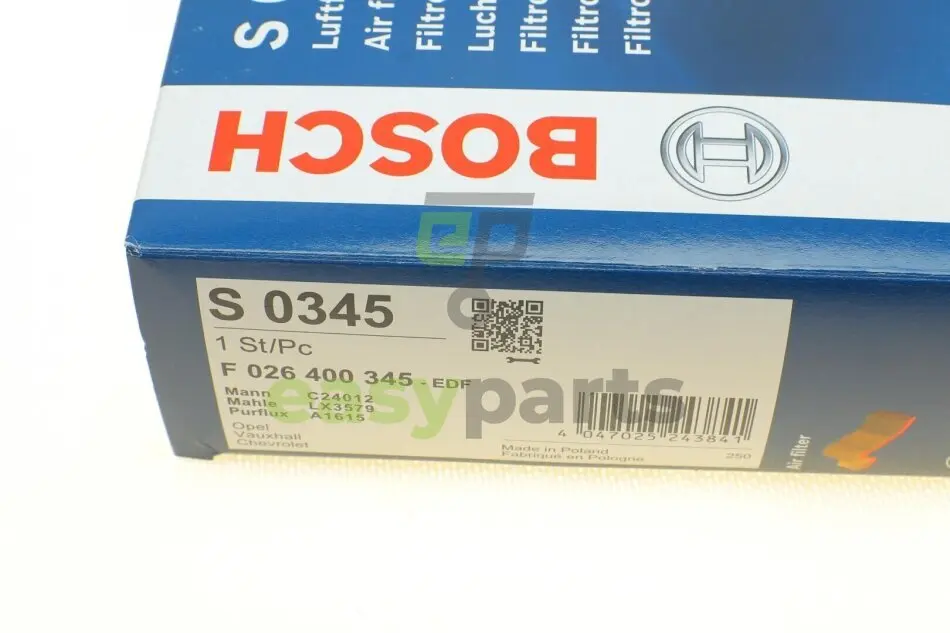 S
Luft
Air f
Filtro
Luch
Filtro
Filtro
Filtro
BOSCH
S 0345
1 St/Pc
F 026 400 345 - EDF
Mann C24012
Mahle LX3579
Purflux A1615
Opel
Vauxhall
Chevrolet
4 047025 243841
Made in Poland
Fabriqué en Pologne
250
Air filter
easyparts